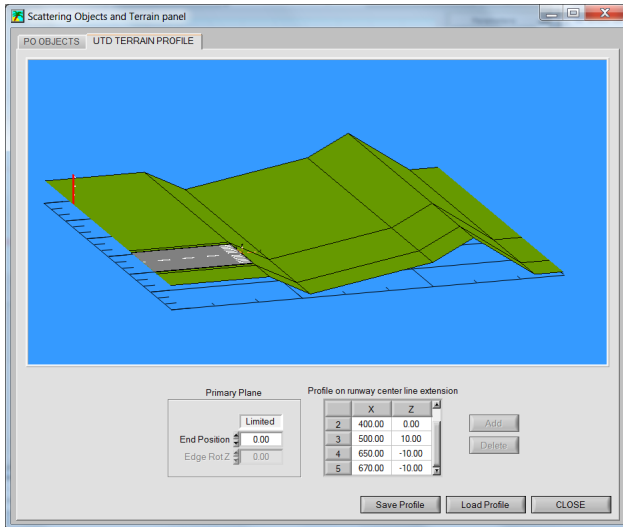 Scattering Objects and Terrain panel
PO OBJECTS UTD TERRAIN PROFILE
Primary Plane
Limited
End Position 0.00
Edge Rot Z 0.00
Profile on runway center line extension
X Z
2 400.00 0.00
3 500.00 10.00
4 650.00 -10.00
5 670.00 -10.00
Add
Delete
Save Profile Load Profile CLOSE